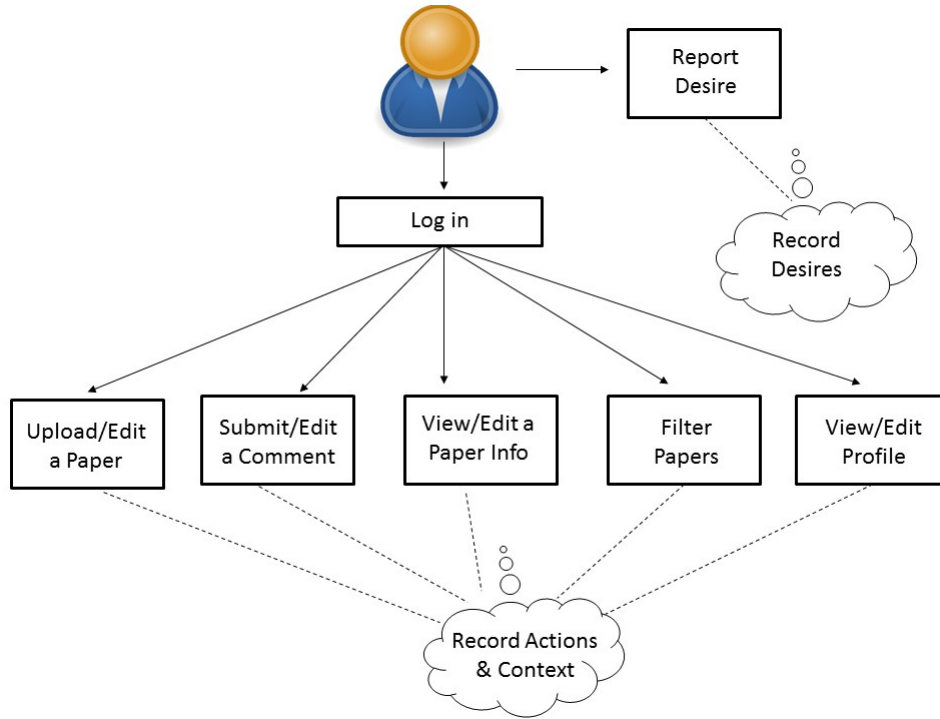 Report
Desire
Log in
Record
Desires
Upload/Edit
a Paper
Submit/Edit
a Comment
View/Edit a
Paper Info
Filter
Papers
View/Edit
Profile
Record Actions
& Context